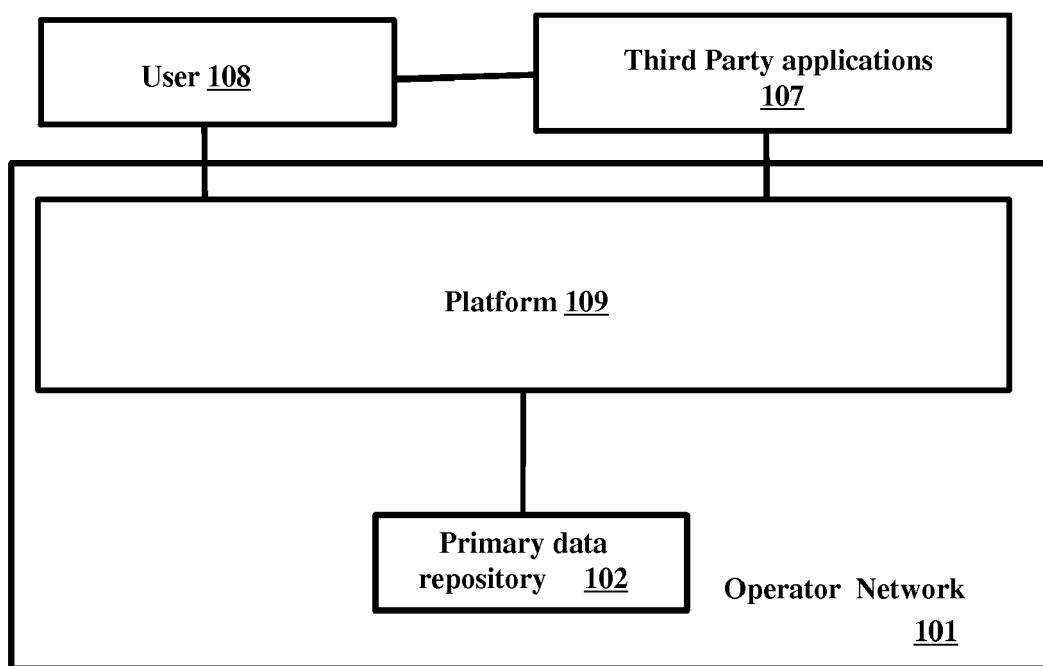 User 108
Third Party applications
107
Platform 109
Primary data
repository 102
Operator Network
101